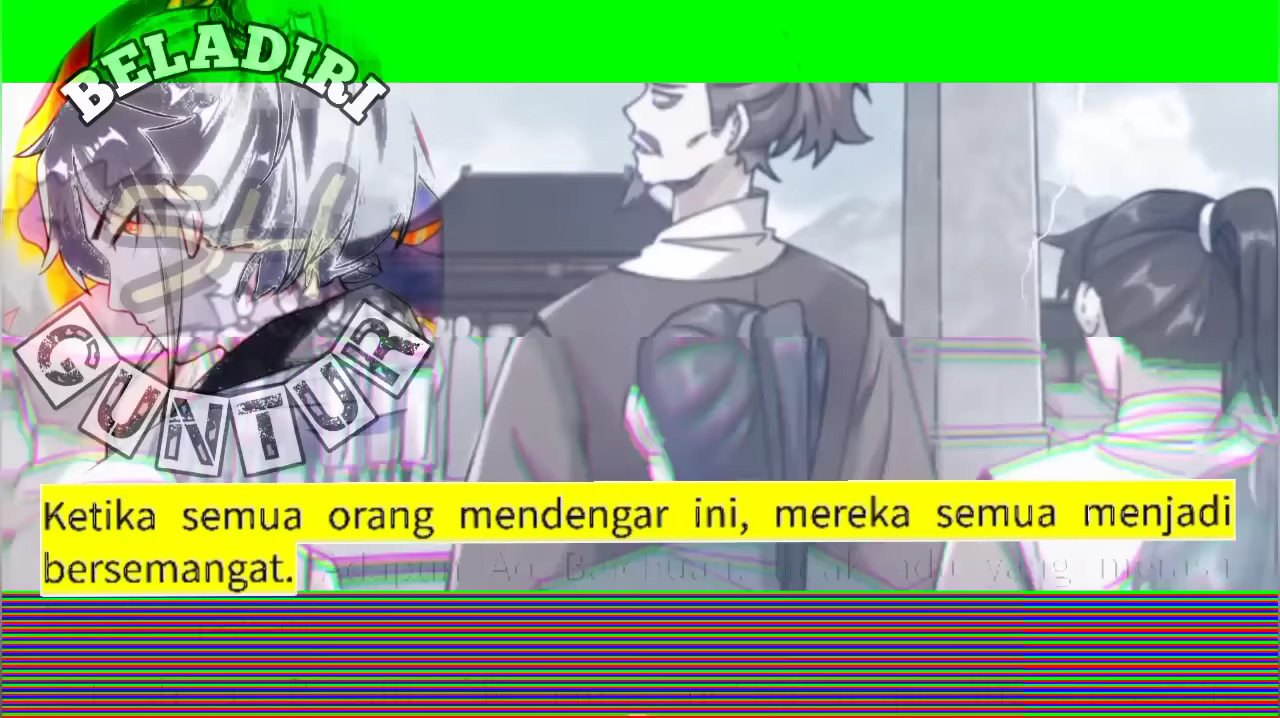 BELADIRI
GUNTUR
Ketika semua orang mendengar ini, mereka semua menjadi
bersemangat.